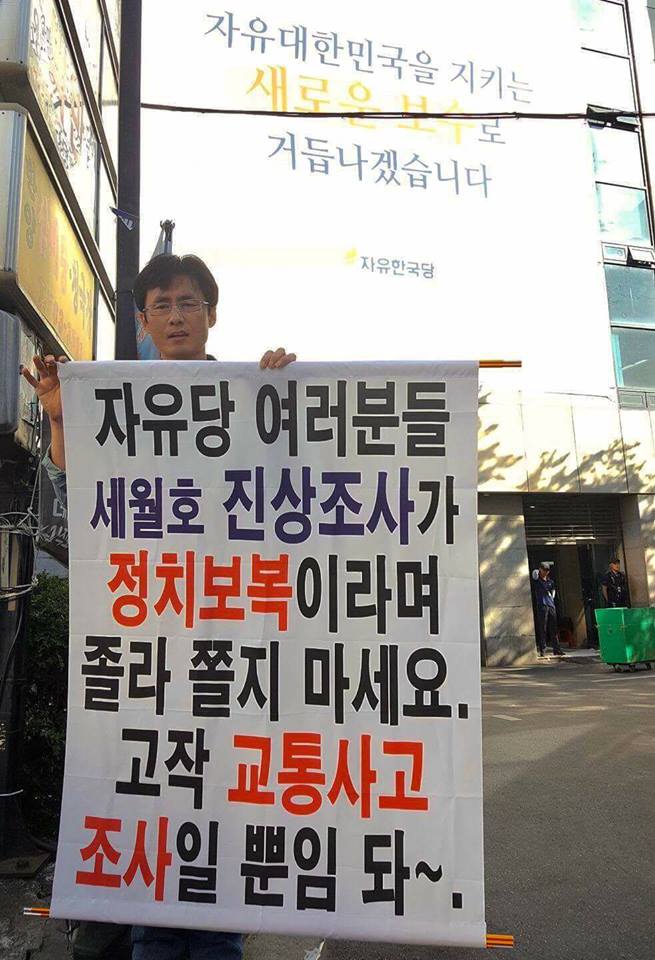 자유대한민국을 지키는
새로운 보수로
거듭나겠습니다
자유한국당
자유당 여러분들
세월호 진상조사가
정치보복이라며
졸라 쫄지 마세요.
고작 교통사고
조사일 뿐임 돠~.